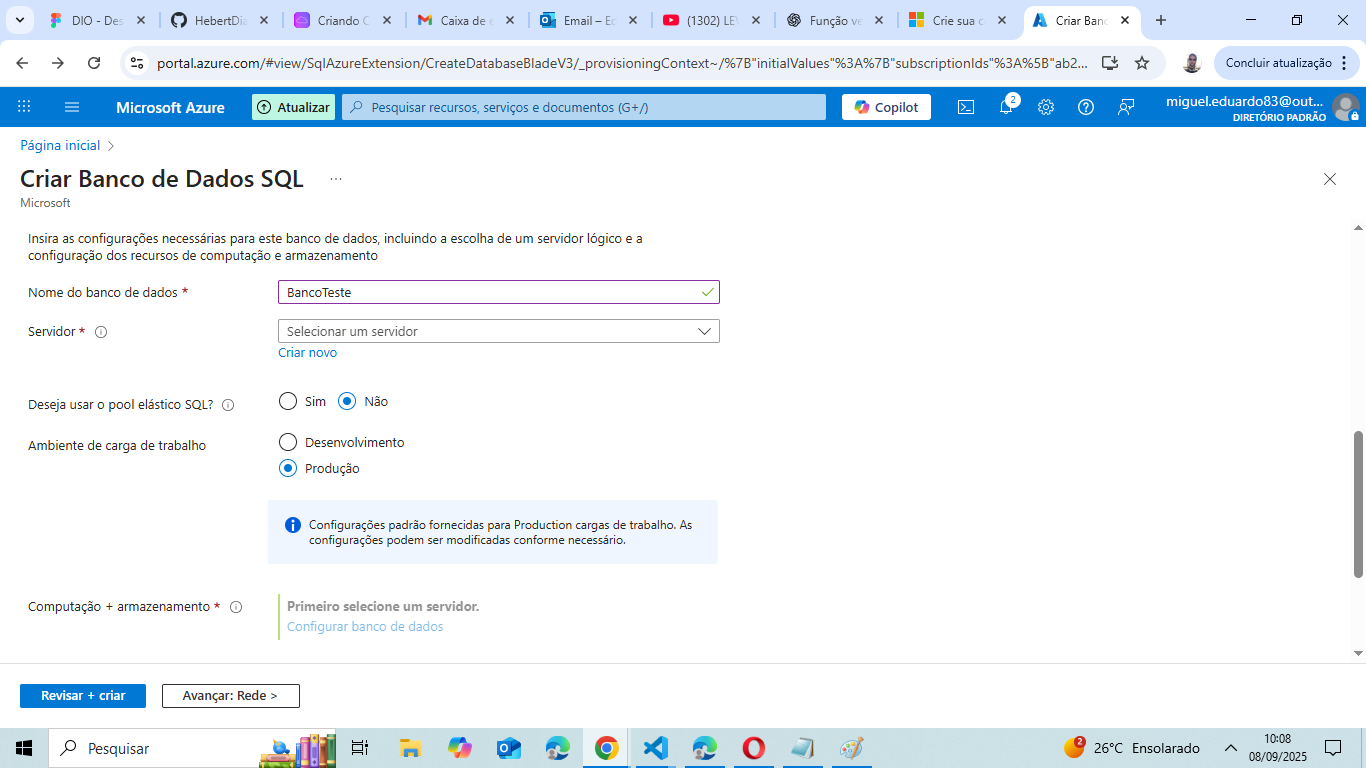 DIO - Des
HebertDia
Criando C
Caixa de e
Email – Ec
(1302) LEV
Função ve
Crie sua c
Criar Banc
portal.azure.com/#view/SqlAzureExtension/CreateDatabaseBladeV3/_provisioningContext~/%7B"initialValues"%3A%7B"subscriptionIds"%3A%5B"ab2...
Concluir atualização
Microsoft Azure
Atualizar
Pesquisar recursos, serviços e documentos (G+/)
Copilot
2
miguel.eduardo83@out...
DIRETÓRIO PADRÃO
Página inicial
Criar Banco de Dados SQL
...
Microsoft
Insira as configurações necessárias para este banco de dados, incluindo a escolha de um servidor lógico e a
configuração dos recursos de computação e armazenamento
Nome do banco de dados *
BancoTeste
Servidor *
Selecionar um servidor
Criar novo
Deseja usar o pool elástico SQL?
Sim
Não
Ambiente de carga de trabalho
Desenvolvimento
Produção
Configurações padrão fornecidas para Production cargas de trabalho. As
configurações podem ser modificadas conforme necessário.
Computação + armazenamento *
Primeiro selecione um servidor.
Configurar banco de dados
Revisar + criar
Avançar: Rede >
Pesquisar
2
26°C Ensolarado
10:08
08/09/2025